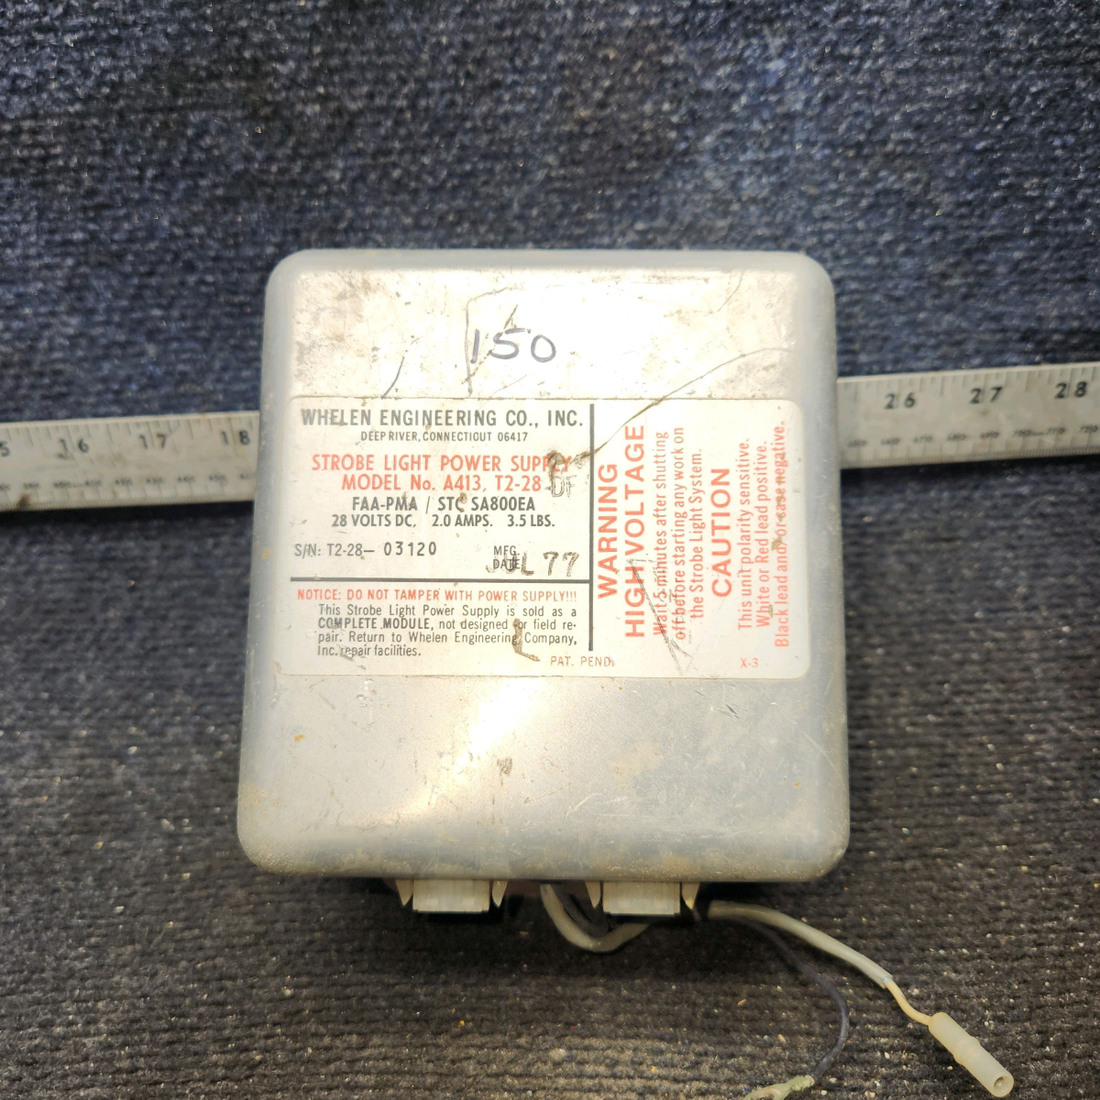 150
WHELEN ENGINEERING CO., INC.
DEEP RIVER, CONNECTICUT 06417
STROBE LIGHT POWER SUPPLY
MODEL No. A413, T2-28
DF
FAA-PMA / STC SA800EA
28 VOLTS DC, 2.0 AMPS. 3.5 LBS.
S/N: T2-28- 03120
MFG. DATE JUL 77
NOTICE: DO NOT TAMPER WITH POWER SUPPLY!!!
This Strobe Light Power Supply is sold as a
COMPLETE MODULE, not designed for field re-
pair. Return to Whelen Engineering Company,
Inc. repair facilities.
PAT. PEND.
WARNING
HIGH VOLTAGE
Wait 5 minutes after shutting
off before starting any work on
the Strobe Light System.
CAUTION
This unit polarity sensitive.
White or Red lead positive.
Black lead and/or case negative.
X-3
5 16 17 18
26 27 28